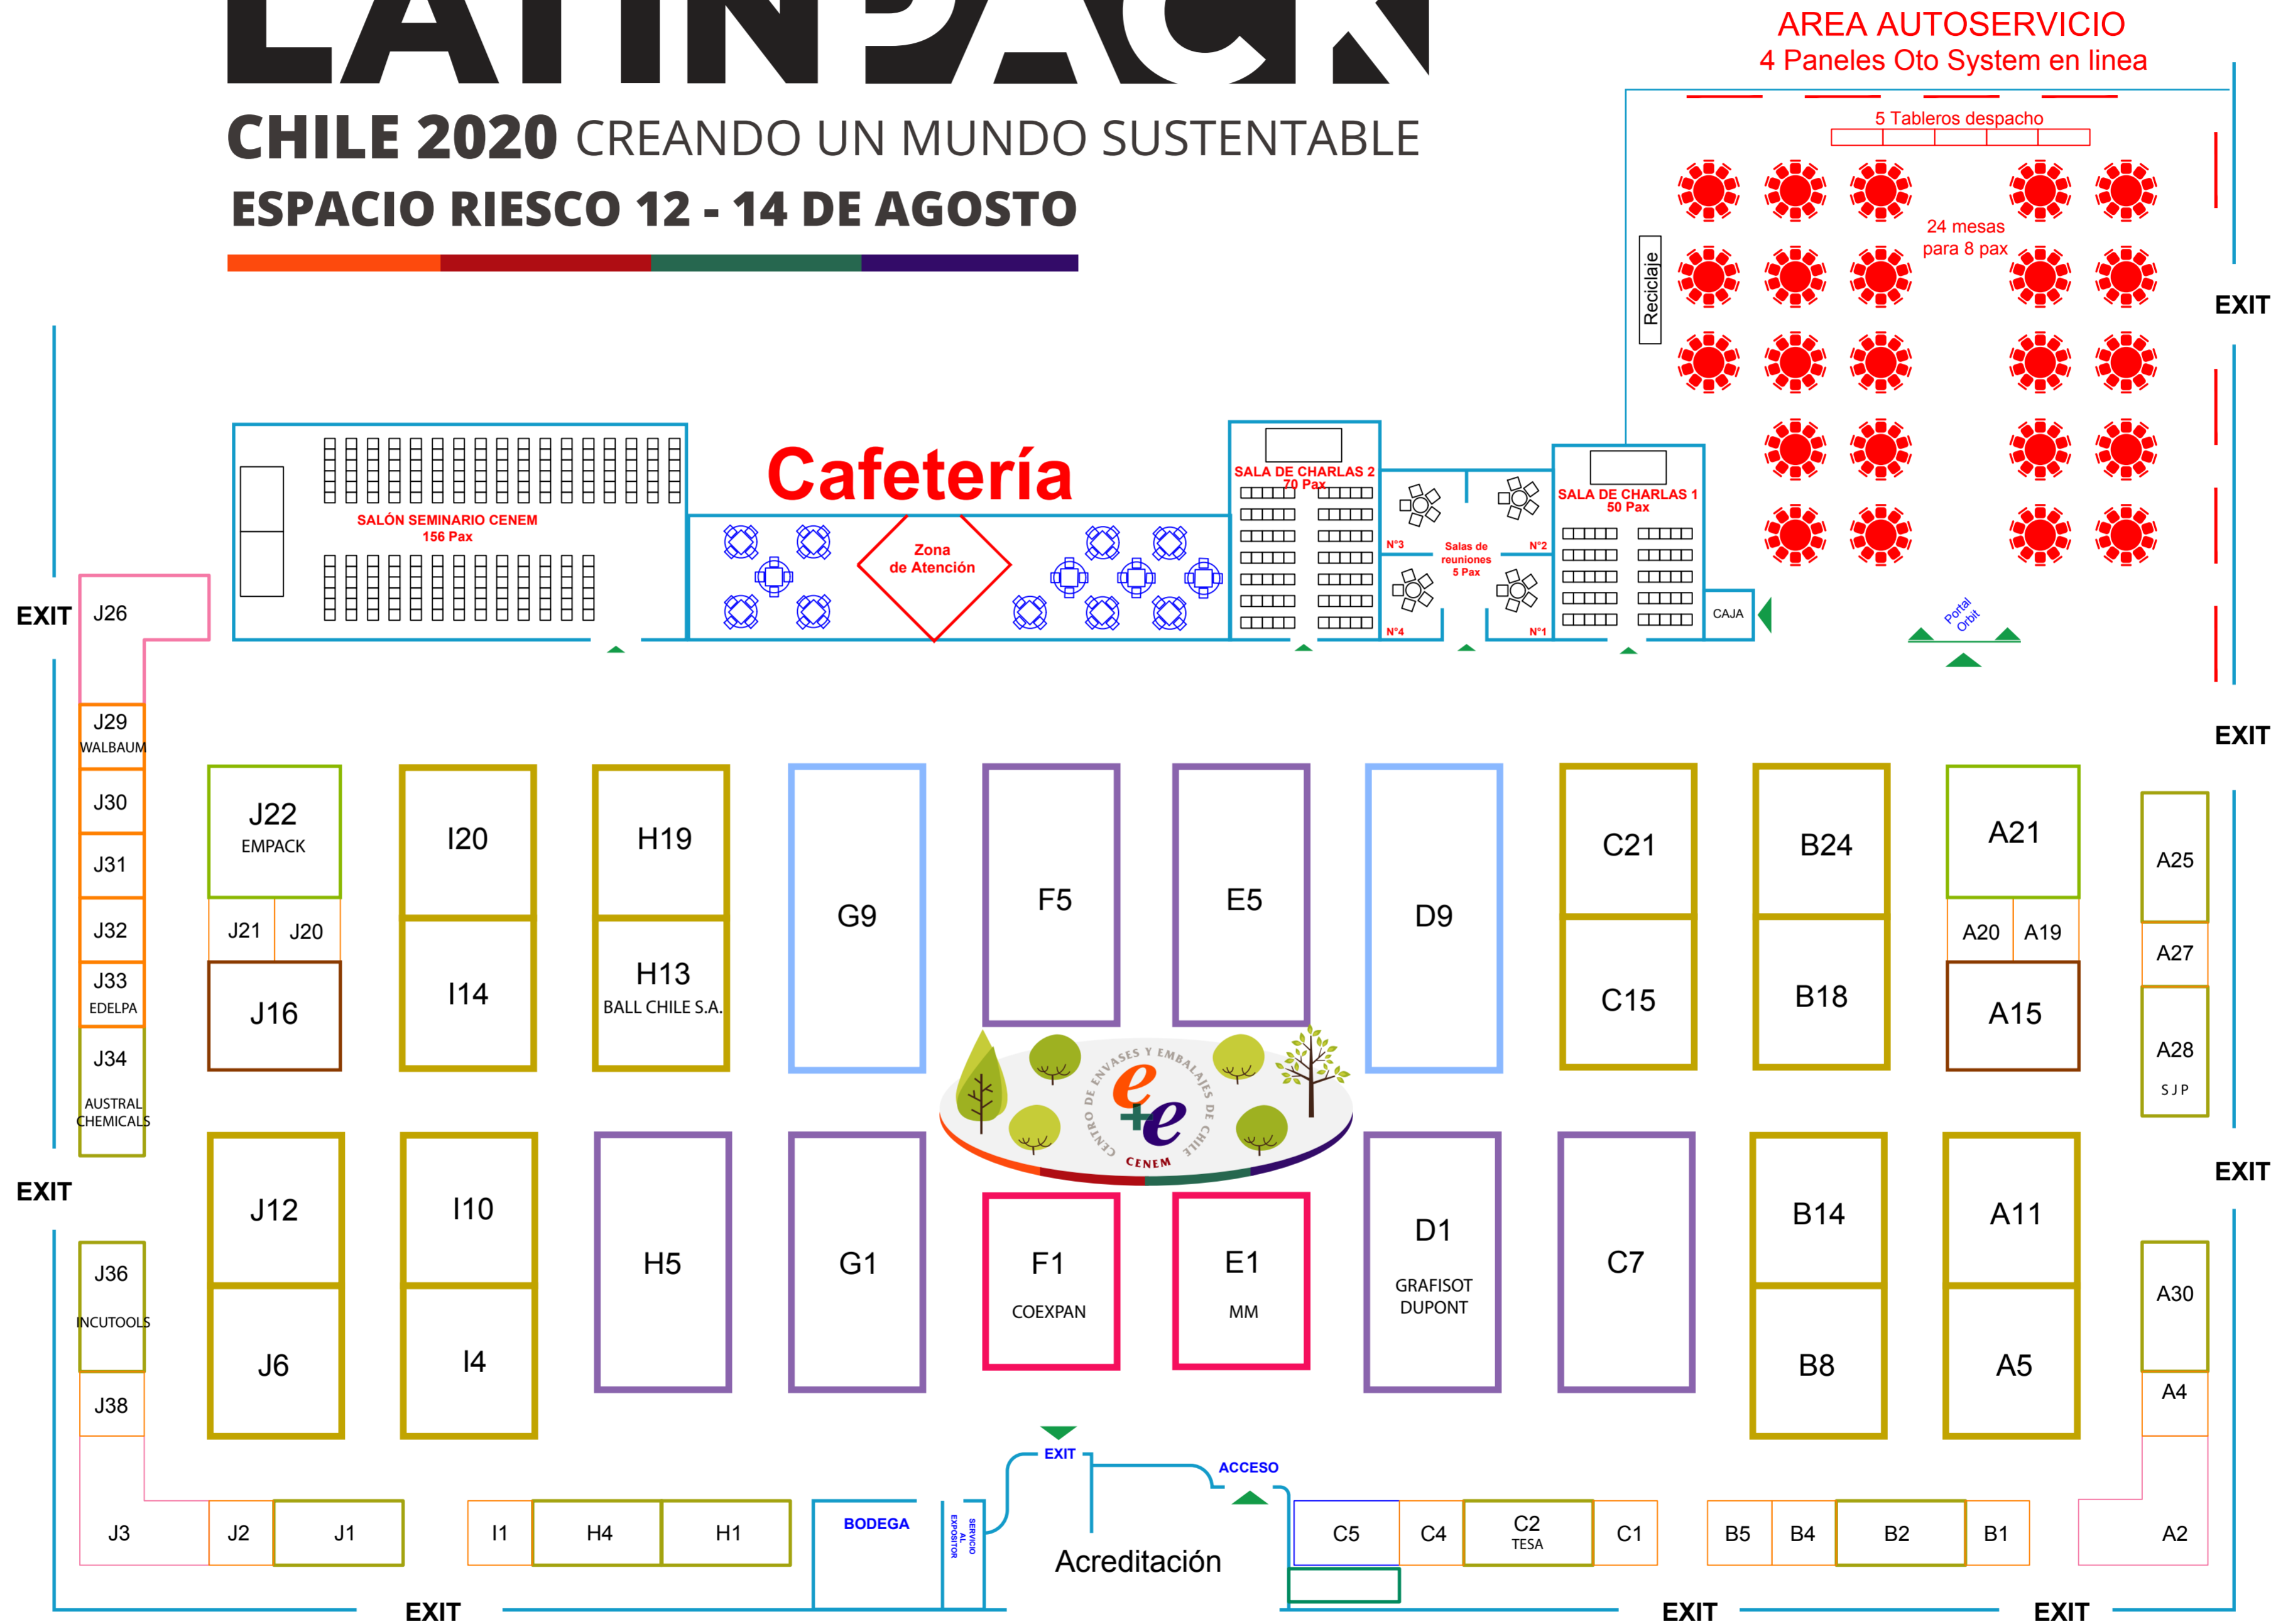 LATINPACK
CHILE 2020 CREANDO UN MUNDO SUSTENTABLE
ESPACIO RIESCO 12 - 14 DE AGOSTO
AREA AUTOSERVICIO
4 Paneles Oto System en linea
5 Tableros despacho
24 mesas
para 8 pax
Reciclaje
EXIT
Cafetería
SALÓN SEMINARIO CENEM
156 Pax
Zona
de Atención
SALA DE CHARLAS 2
70 Pax
N°3
N°2
Salas de
reuniones
5 Pax
N°4
N°1
SALA DE CHARLAS 1
50 Pax
CAJA
Portal
Orbit
EXIT
J26
EXIT
J29
WALBAUM
J30
J31
J32
J33
EDELPA
J34
AUSTRAL
CHEMICALS
J22
EMPACK
J21
J20
J16
I20
I14
H19
H13
BALL CHILE S.A.
G9
F5
E5
D9
C21
C15
B24
B18
A21
A20
A19
A15
A25
A27
A28
S J P
CENTRO DE ENVASES Y EMBALAJES DE CHILE
e+e
CENEM
EXIT
EXIT
J36
INCUTOOLS
J38
J12
J6
I10
I4
H5
G1
F1
COEXPAN
E1
MM
D1
GRAFISOT
DUPONT
C7
B14
B8
A11
A5
A30
A4
EXIT
ACCESO
J3
J2
J1
I1
H4
H1
BODEGA
SERVICIO
AL
EXPOSITOR
Acreditación
C5
C4
C2
TESA
C1
B5
B4
B2
B1
A2
EXIT
EXIT
EXIT